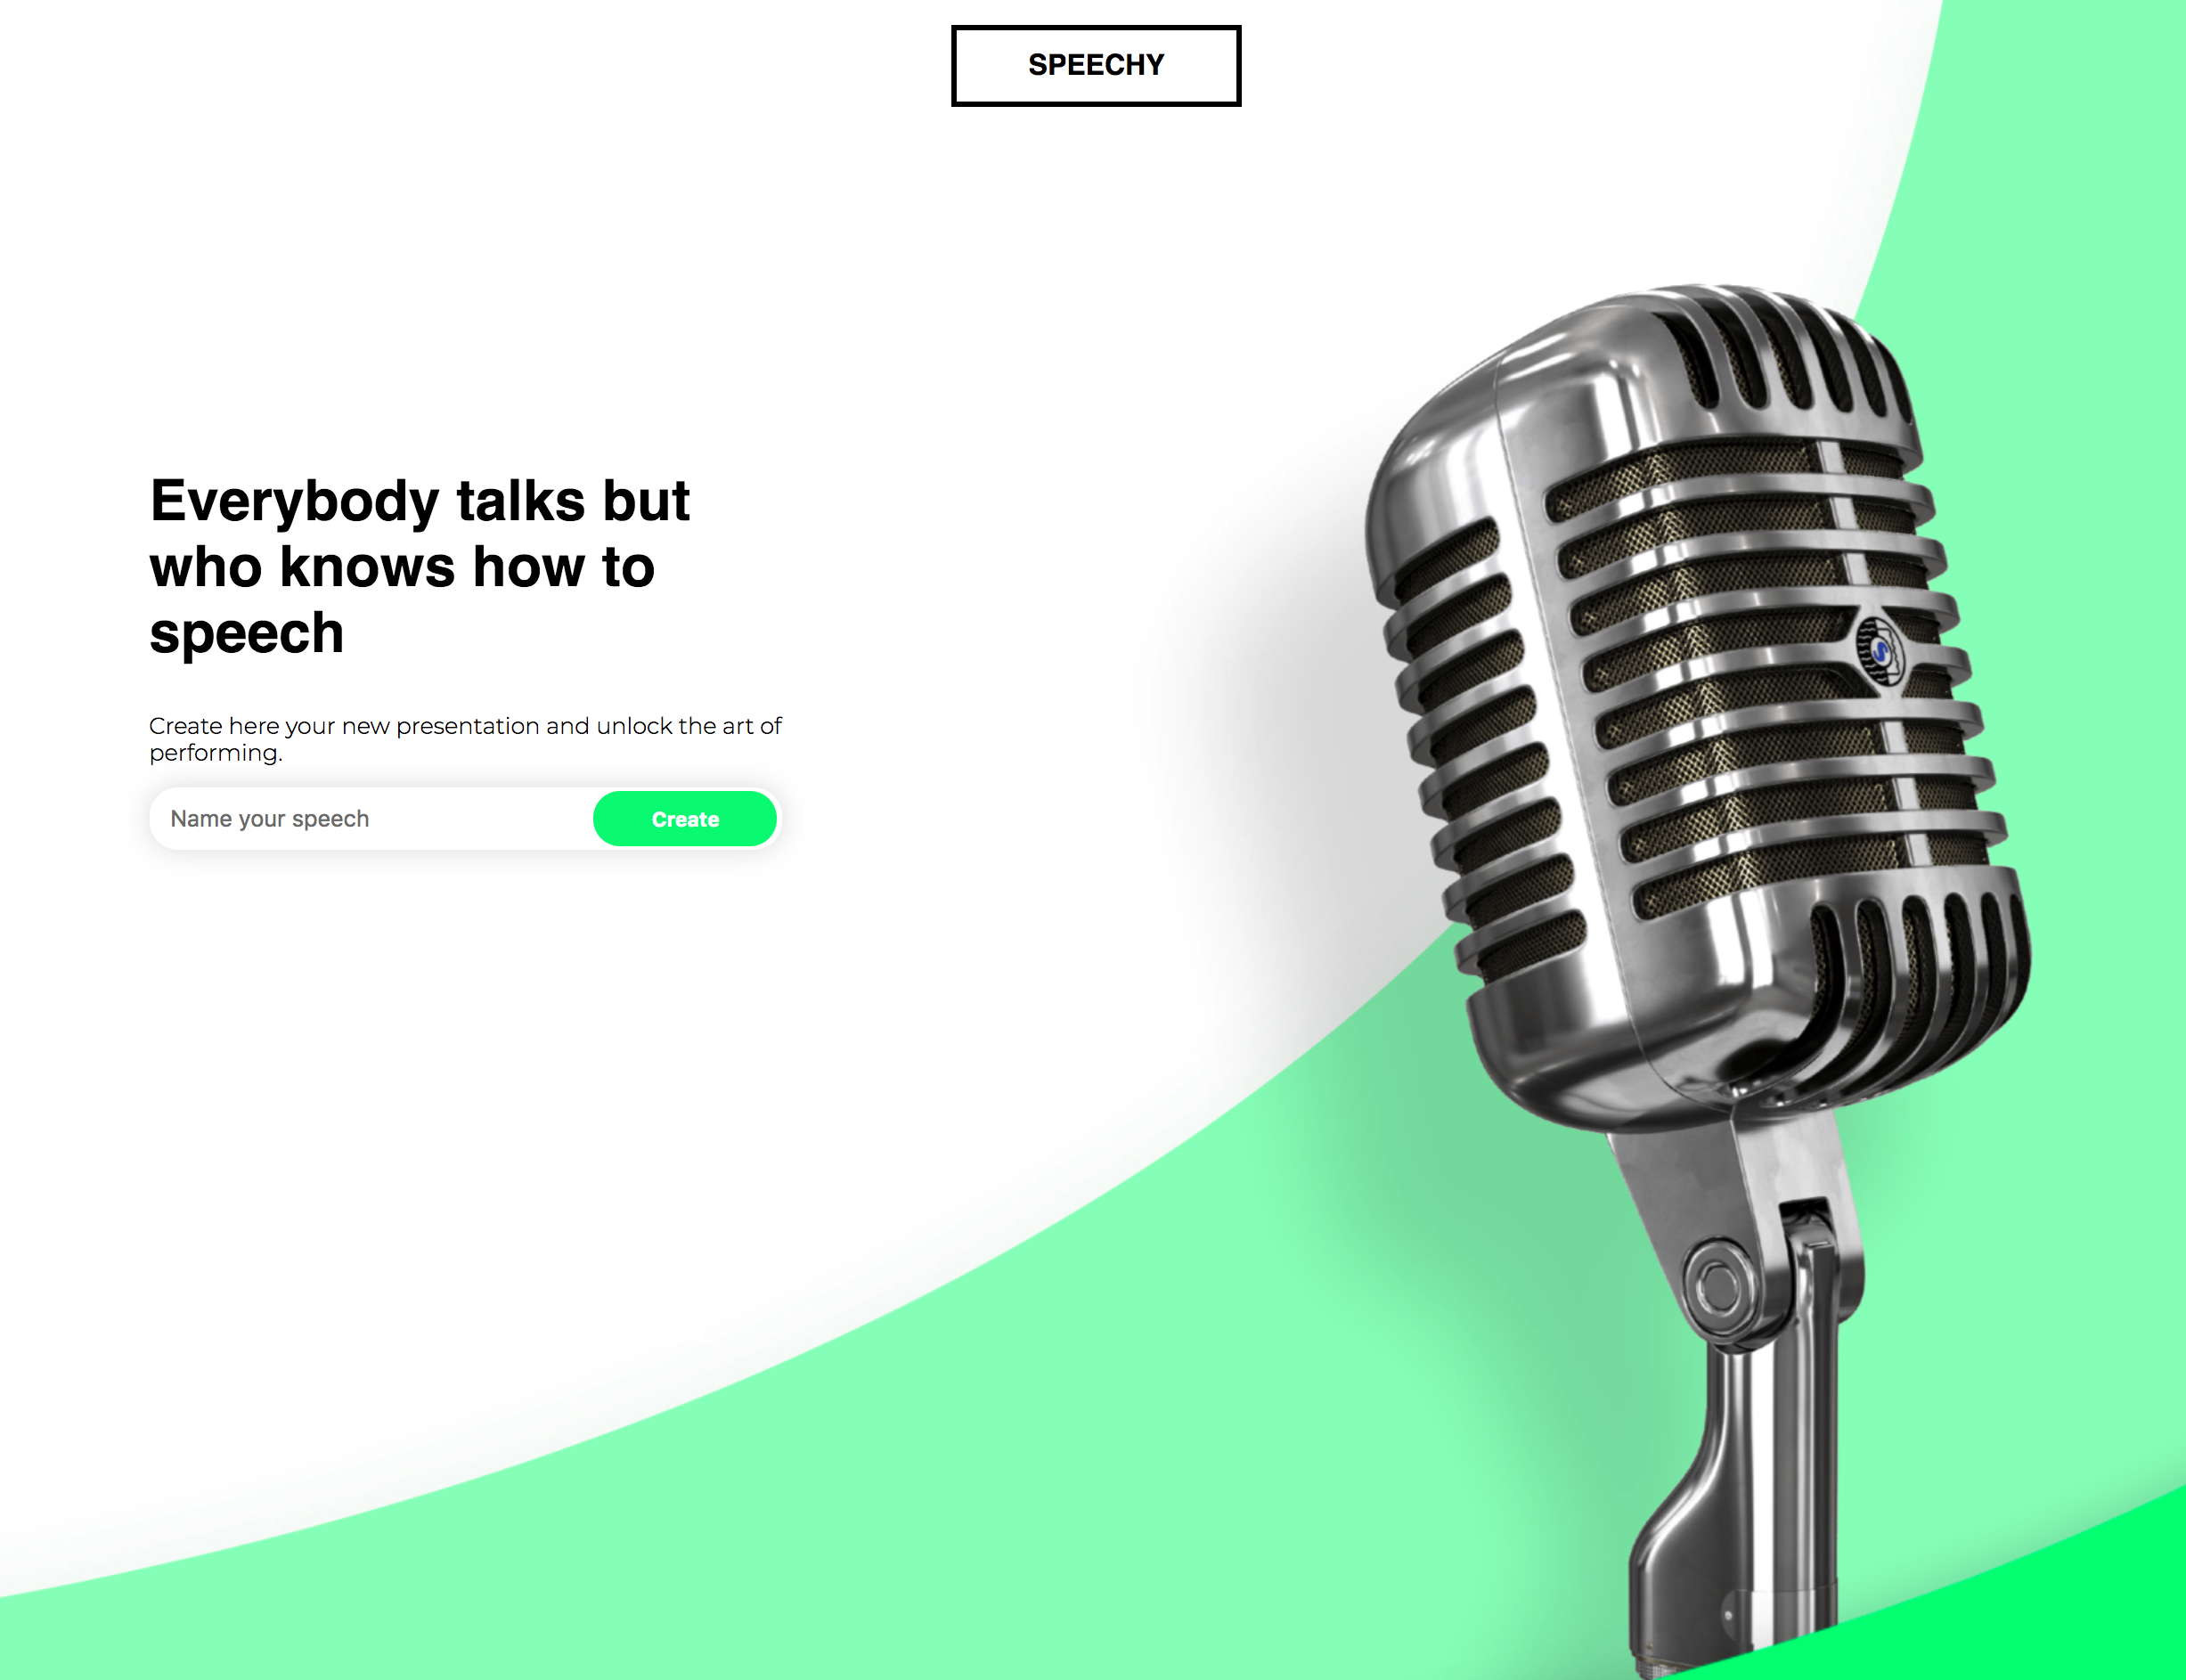 SPEECHY
Everybody talks but
who knows how to
speech
Create here your new presentation and unlock the art of
performing.
Name your speech
Create
S